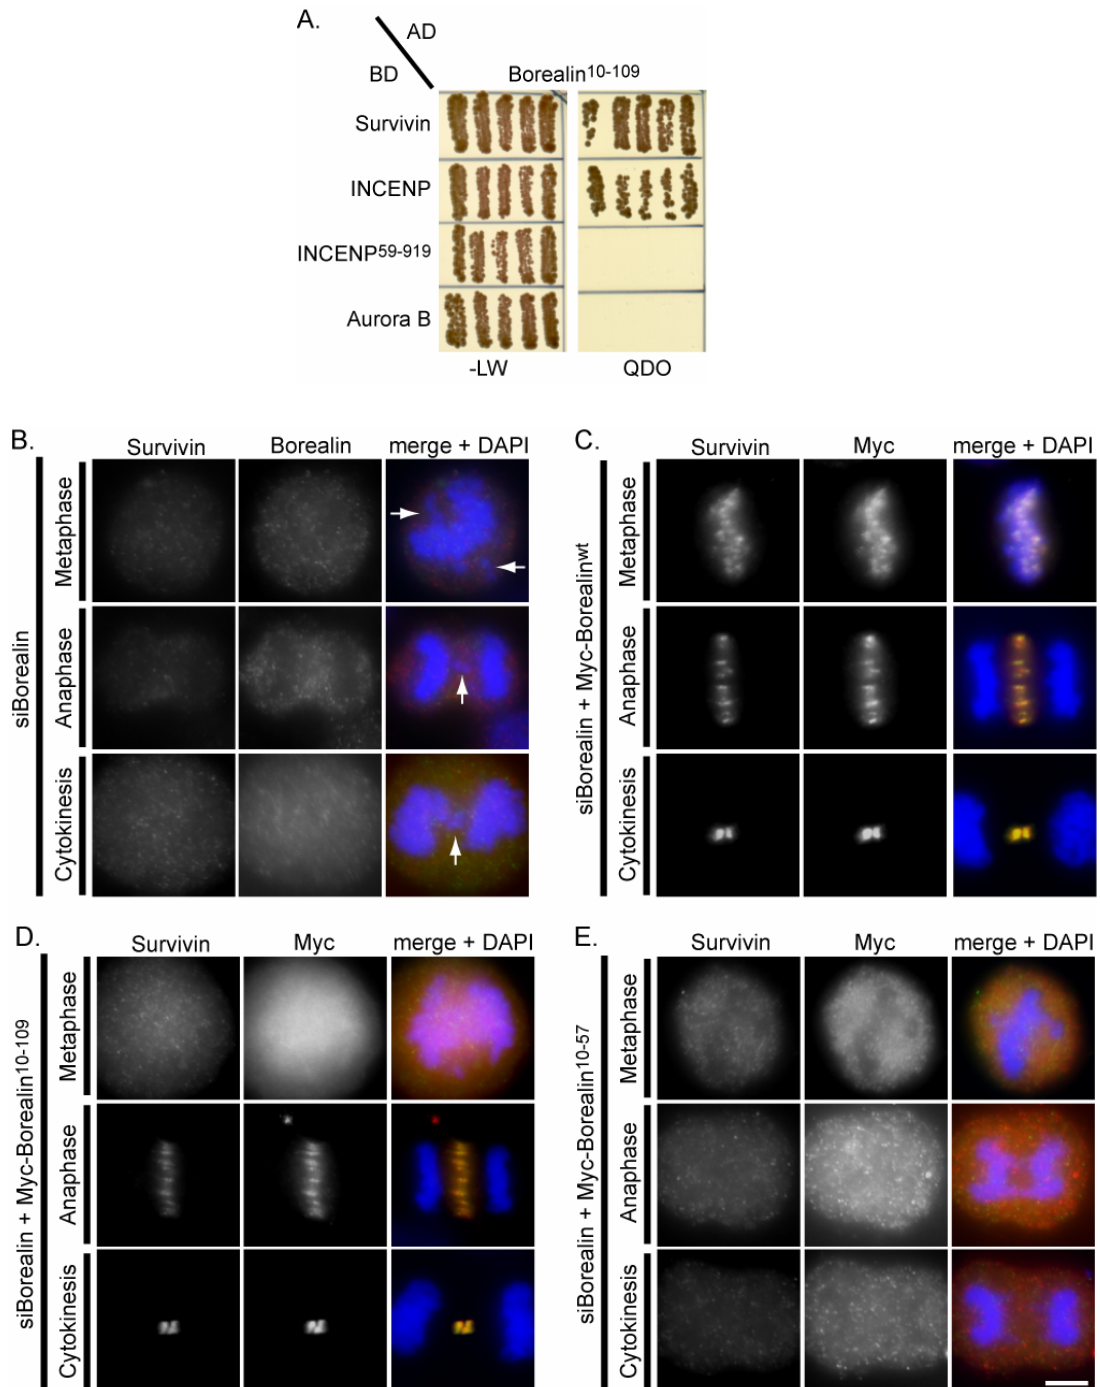 A.
AD
BD
Borealin10-109
Survivin
INCENP
INCENP59-919
Aurora B
-LW
QDO
B.
Survivin
Borealin
merge + DAPI
siBorealin
Metaphase
Anaphase
Cytokinesis
C.
Survivin
Myc
merge + DAPI
siBorealin + Myc-Borealinwt
Metaphase
Anaphase
Cytokinesis
D.
Survivin
Myc
merge + DAPI
siBorealin + Myc-Borealin10-109
Metaphase
Anaphase
Cytokinesis
E.
Survivin
Myc
merge + DAPI
siBorealin + Myc-Borealin10-57
Metaphase
Anaphase
Cytokinesis